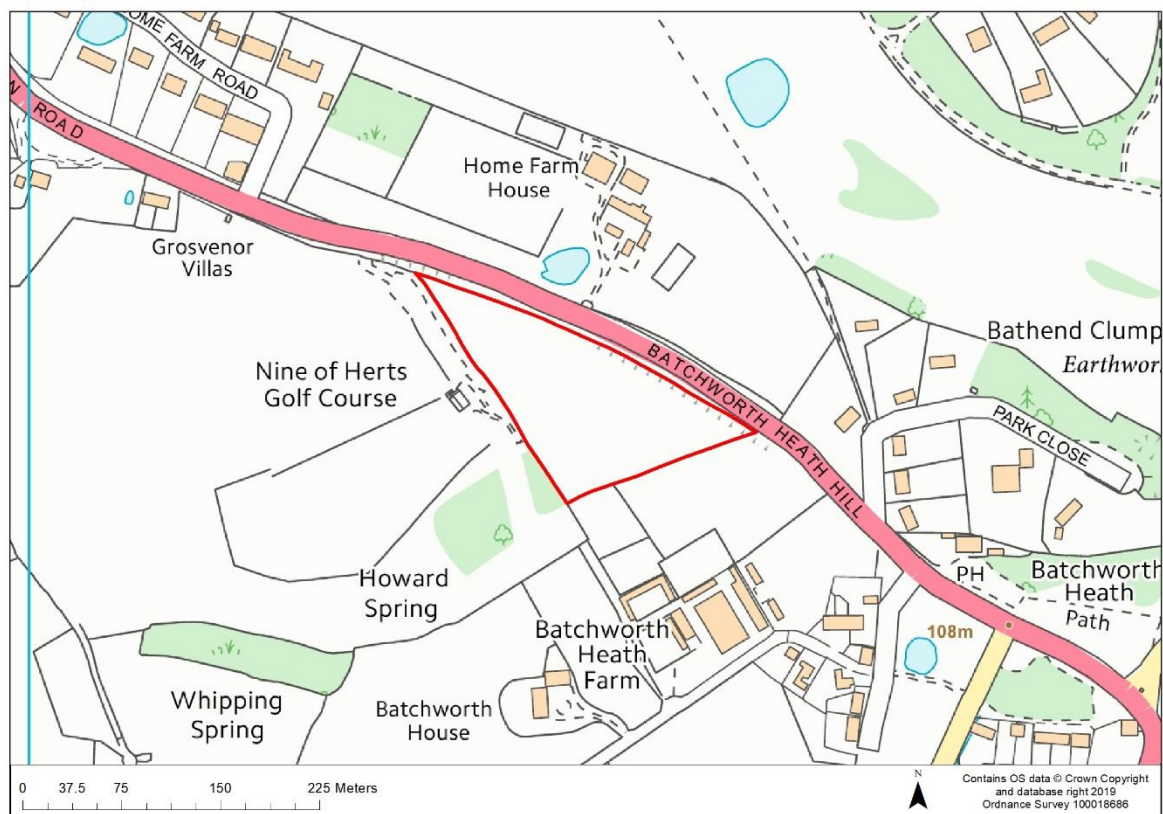 OME FARM ROAD
N ROAD
Home Farm
House
Grosvenor
Villas
Nine of Herts
Golf Course
BATCHWORTH HEATH HILL
Bathend Clump
Earthwor
PARK CLOSE
PH
Batchworth
Heath
Path
108m
Howard
Spring
Batchworth
Heath
Farm
Whipping
Spring
Batchworth
House
0 37.5 75 150 225 Meters
N
Contains OS data © Crown Copyright
and database right 2019
Ordnance Survey 100018686